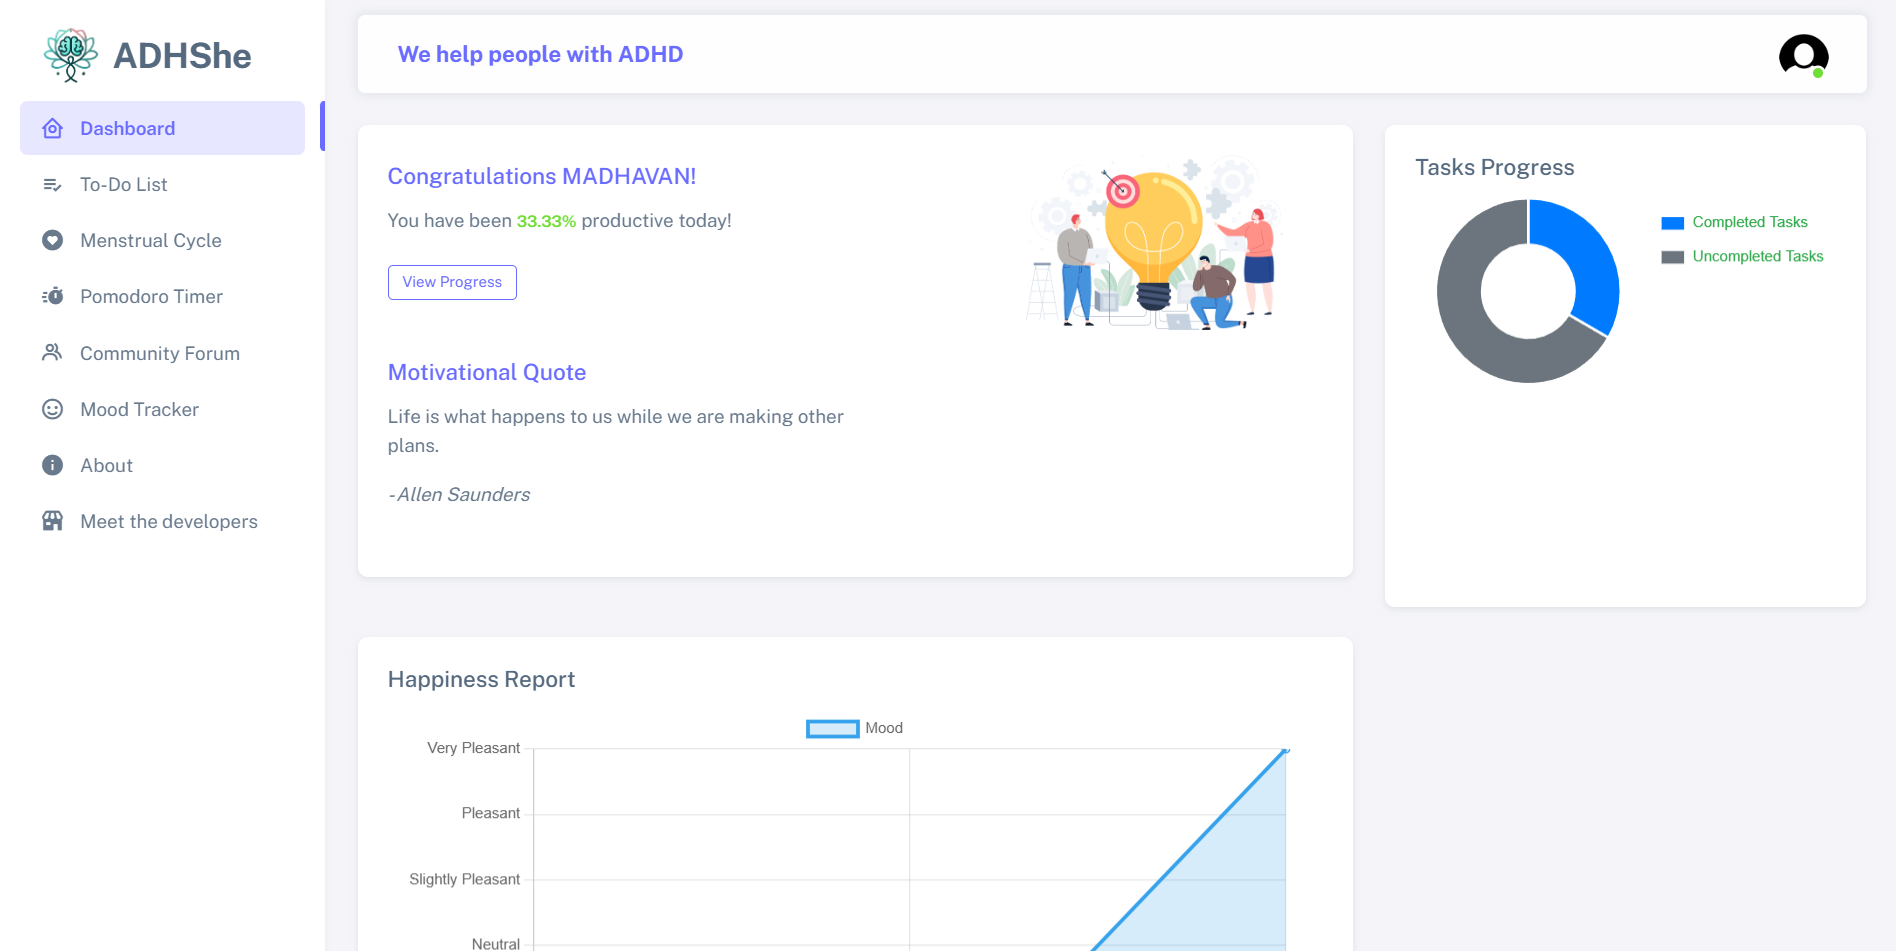 ADHShe
Dashboard
To-Do List
Menstrual Cycle
Pomodoro Timer
Community Forum
Mood Tracker
About
Meet the developers
We help people with ADHD
Congratulations MADHAVAN!
You have been 33.33% productive today!
View Progress
Motivational Quote
Life is what happens to us while we are making other
plans.
- Allen Saunders
Tasks Progress
Completed Tasks
Uncompleted Tasks
Happiness Report
Mood
Very Pleasant
Pleasant
Slightly Pleasant
Neutral